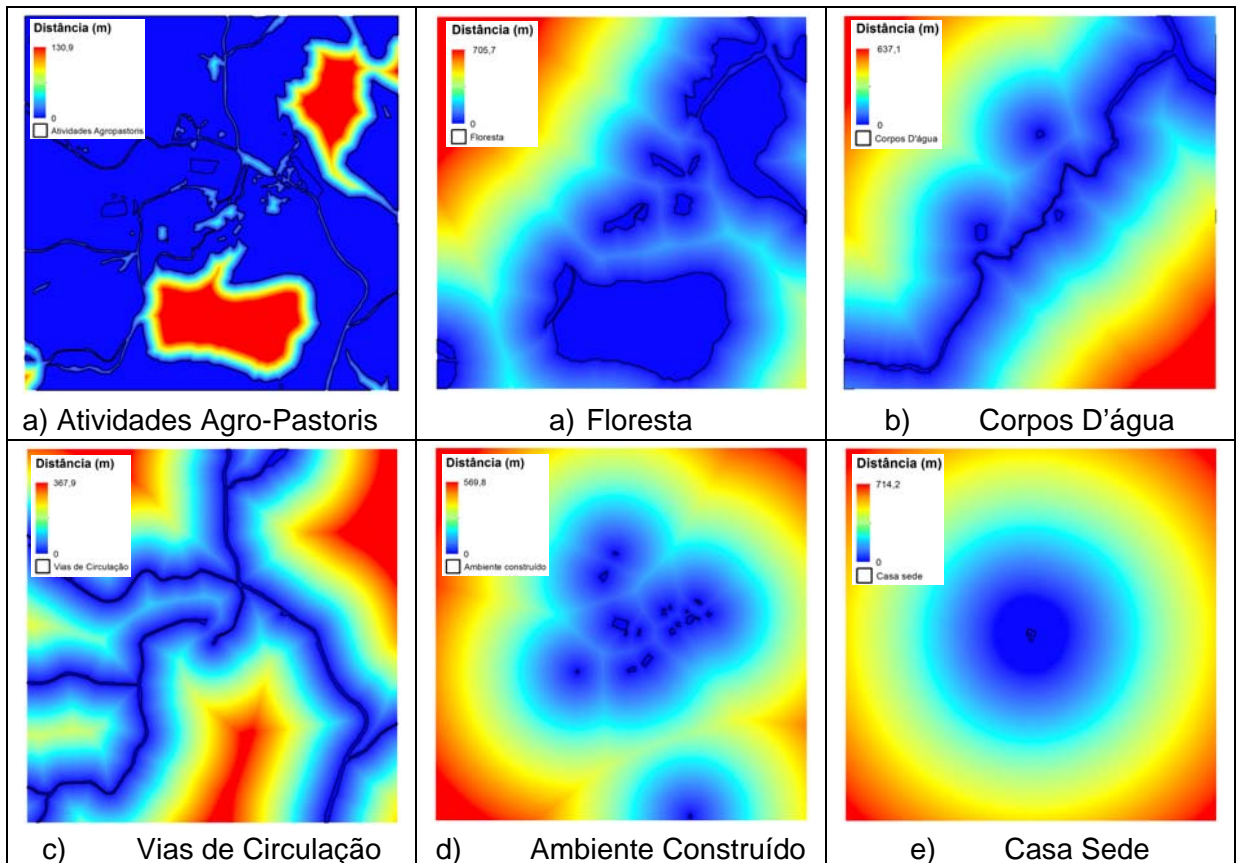 Distância (m)
130,9
0
Atividades Agropastoris
a) Atividades Agro-Pastoris
Distância (m)
705,7
0
Floresta
a) Floresta
Distância (m)
637,1
0
Corpos D'água
b) Corpos D’água
Distância (m)
367,9
0
Vias de Circulação
c) Vias de Circulação
Distância (m)
569,8
0
Ambiente construído
d) Ambiente Construído
Distância (m)
714,2
0
Casa sede
e) Casa Sede